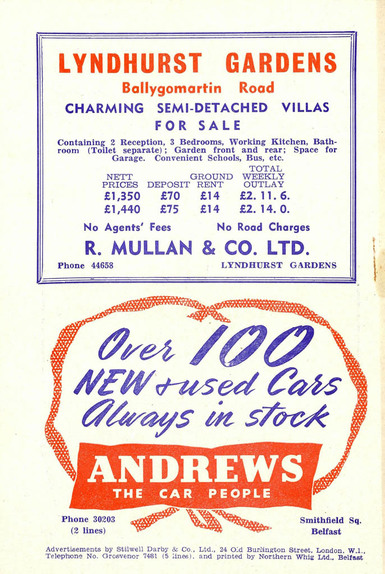 LYNDHURST GARDENS
Ballygomartin Road
CHARMING SEMI-DETACHED VILLAS
FOR SALE
Containing 2 Reception, 3 Bedrooms, Working Kitchen, Bath-
room (Toilet separate); Garden front and rear; Space for
Garage. Convenient Schools, Bus, etc.
TOTAL
NETT GROUND WEEKLY
PRICES DEPOSIT RENT OUTLAY
£1,350 £70 £14 £2. 11. 6.
£1,440 £75 £14 £2. 14. 0.
No Agents' Fees No Road Charges
R. MULLAN & CO. LTD.
Phone 44658 LYNDHURST GARDENS
Over 100
NEW & used Cars
Always in stock
ANDREWS
THE CAR PEOPLE
Phone 30203 Smithfield Sq.
(2 lines) Belfast
Advertisements by Stilwell Darby & Co., Ltd., 24 Old Burlington Street, London, W.1.,
Telephone No. Grosvenor 7481 (5 lines), and printed by Northern Whig Ltd., Belfast